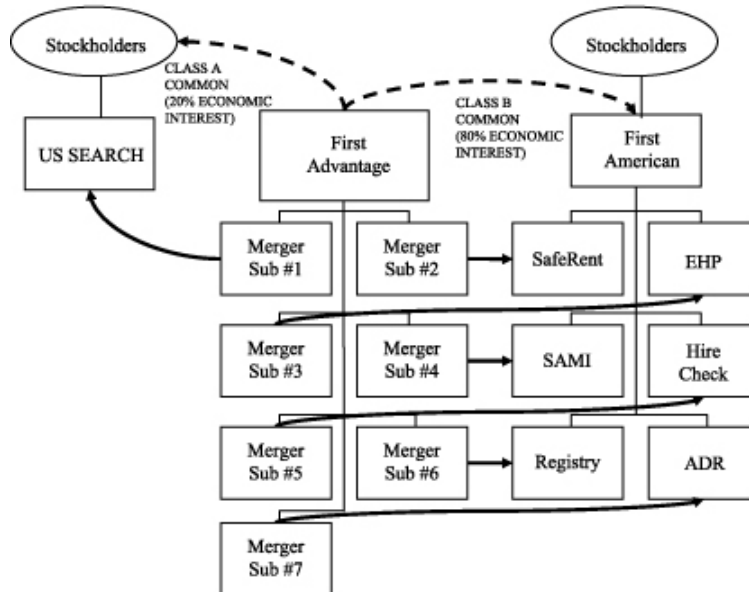 Stockholders
Stockholders
CLASS A
COMMON
(20% ECONOMIC
INTEREST)
CLASS B
COMMON
(80% ECONOMIC
INTEREST)
US SEARCH
First
Advantage
First
American
Merger
Sub #1
Merger
Sub #2
SafeRent
EHP
Merger
Sub #3
Merger
Sub #4
SAMI
Hire
Check
Merger
Sub #5
Merger
Sub #6
Registry
ADR
Merger
Sub #7